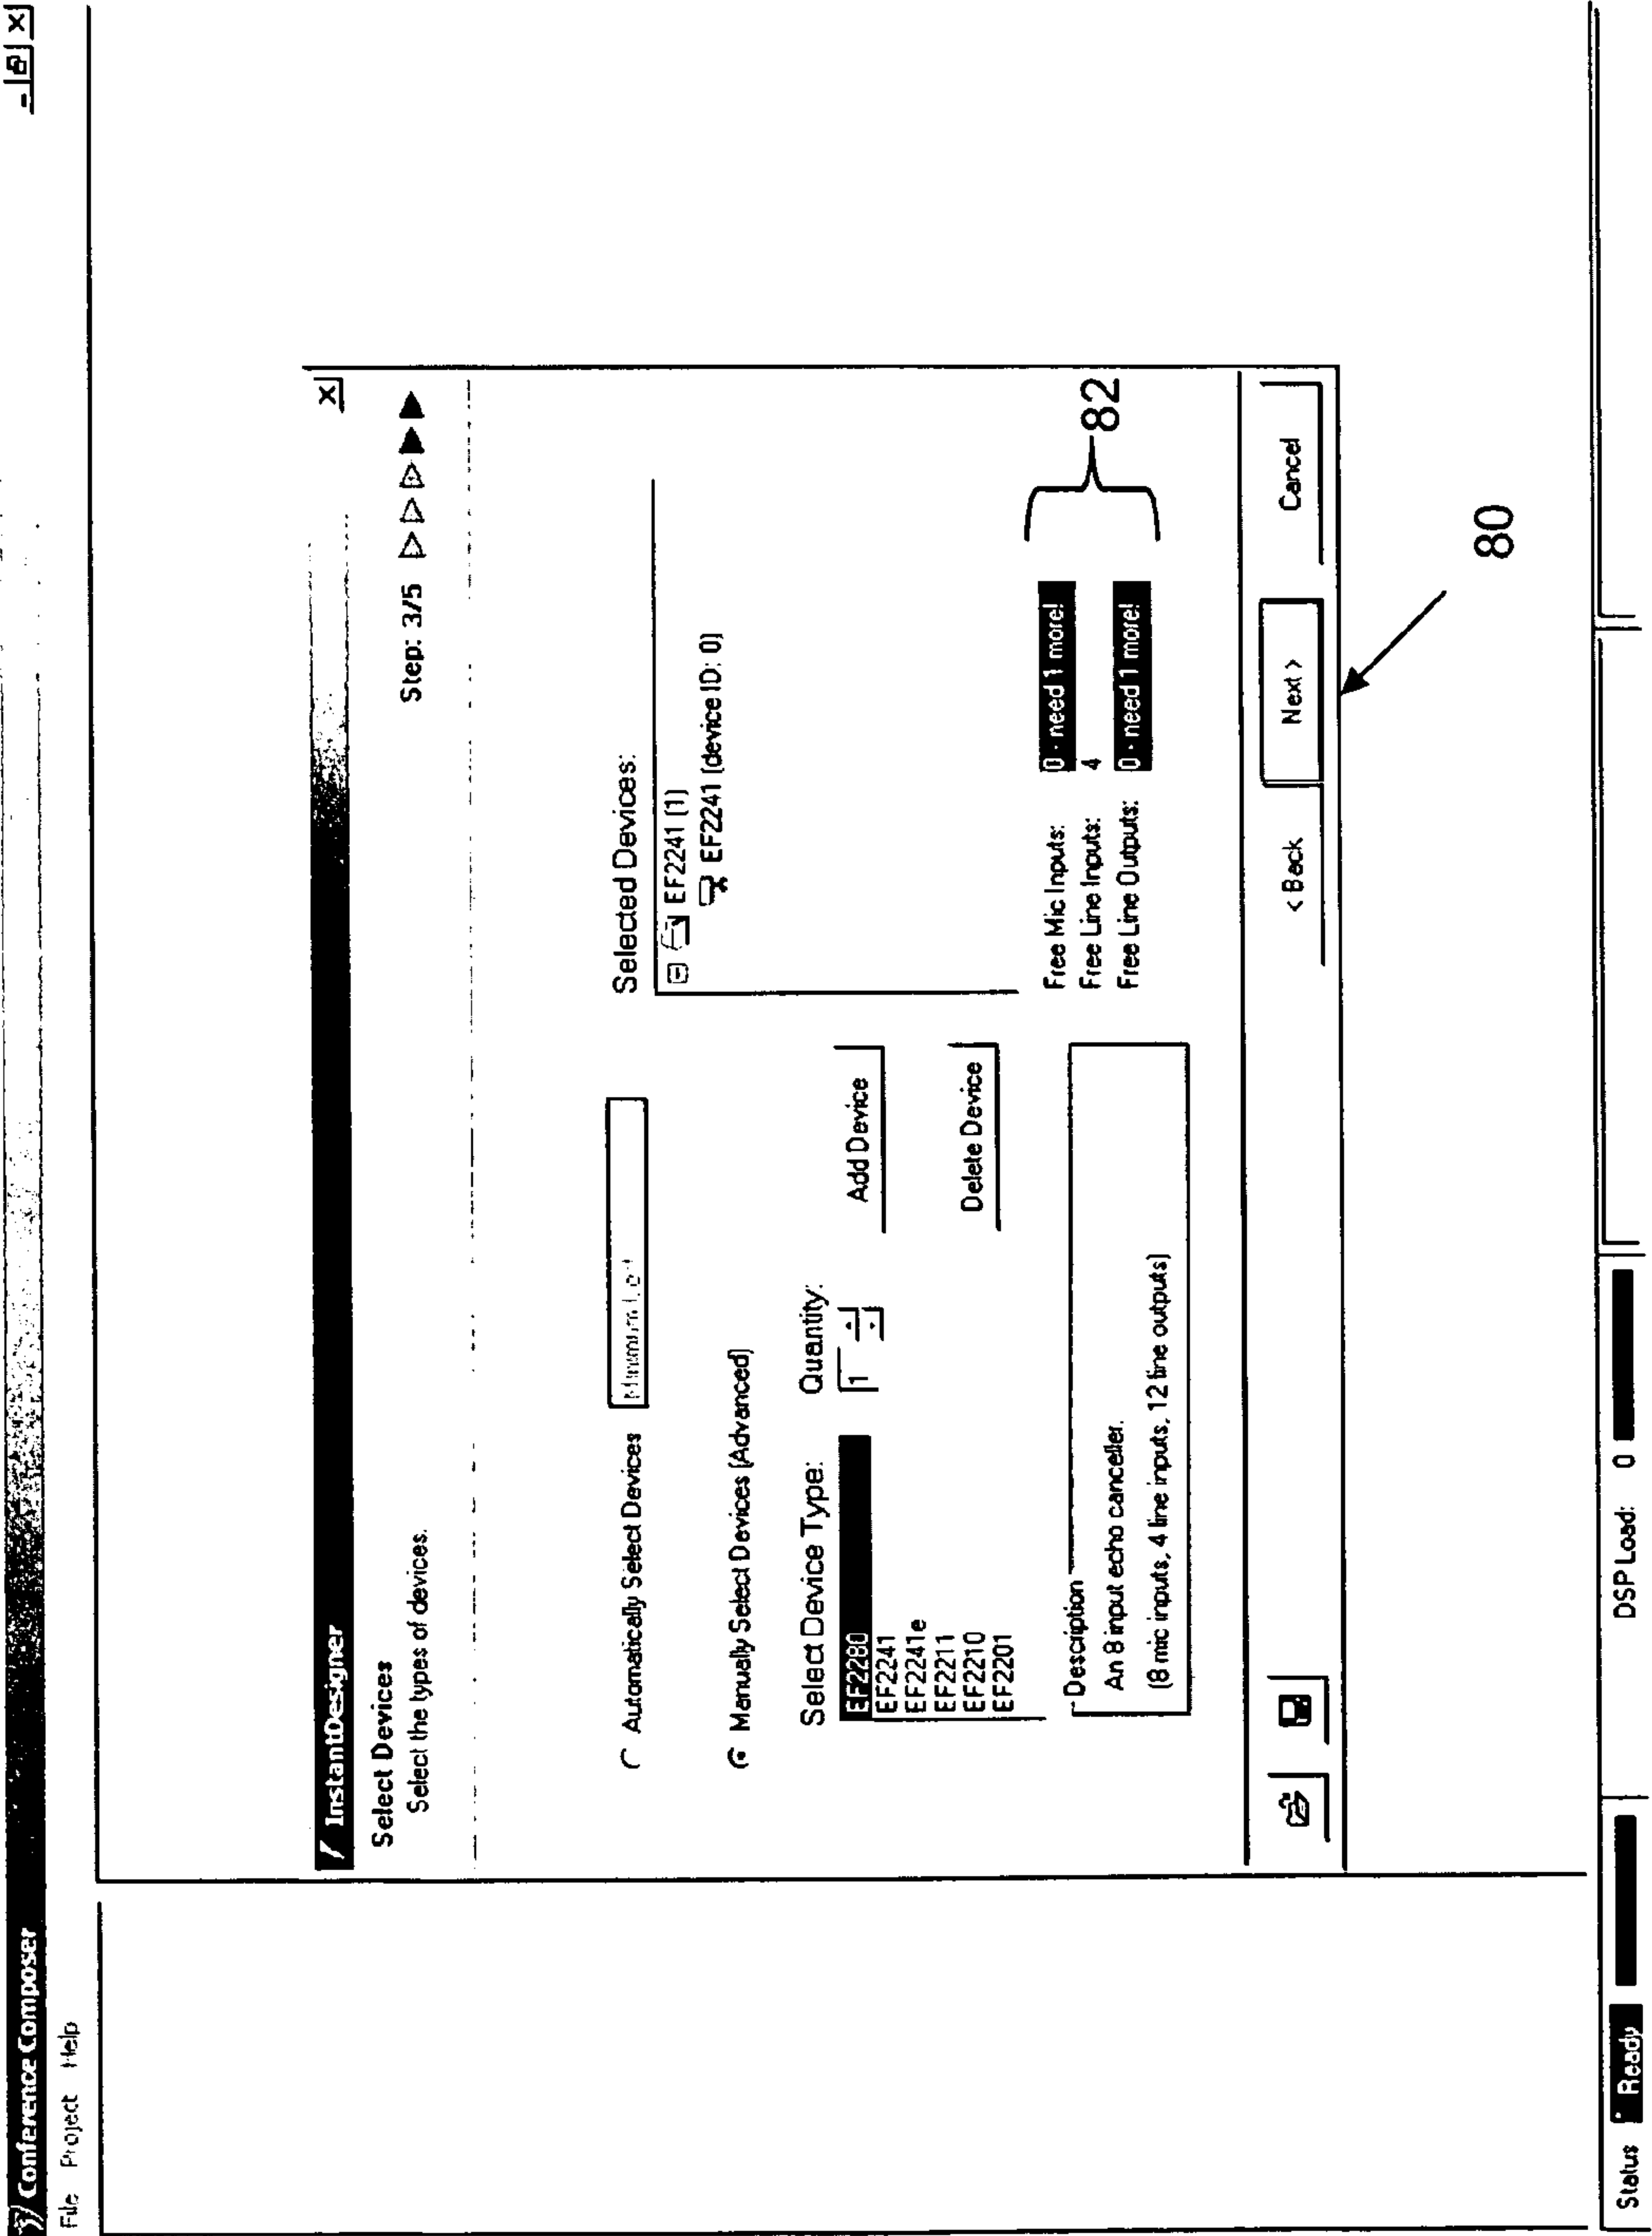 Conference Composer
File Project Help
InstantDesigner
Select Devices
Select the types of devices.
Step: 3/5
Automatically Select Devices
Manually Select Devices (Advanced)
Select Device Type:
Quantity:
EF2280
EF2241
EF2241e
EF2211
EF2210
EF2201
1
Add Device
Delete Device
Description
An 8 input echo canceller.
(8 mic inputs, 4 line inputs, 12 line outputs)
Selected Devices:
EF2241 (1)
EF2241 (device ID: 0)
Free Mic Inputs: 0 - need 1 more!
Free Line Inputs: 4
Free Line Outputs: 0 - need 1 more!
82
< Back
Next >
Cancel
80
Status Ready
DSP Load: 0